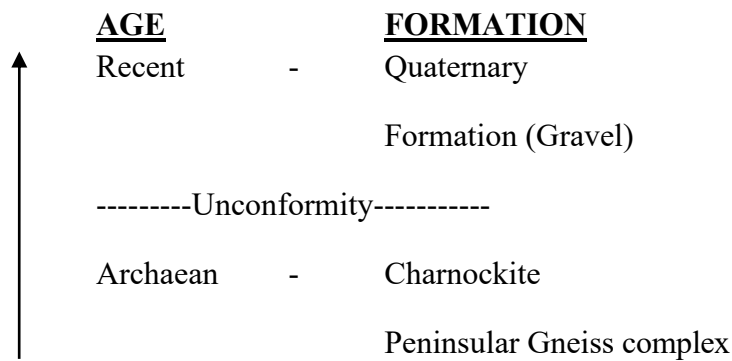 AGE FORMATION
Recent - Quaternary
Formation (Gravel)
---------Unconformity-----------
Archaean - Charnockite
Peninsular Gneiss complex